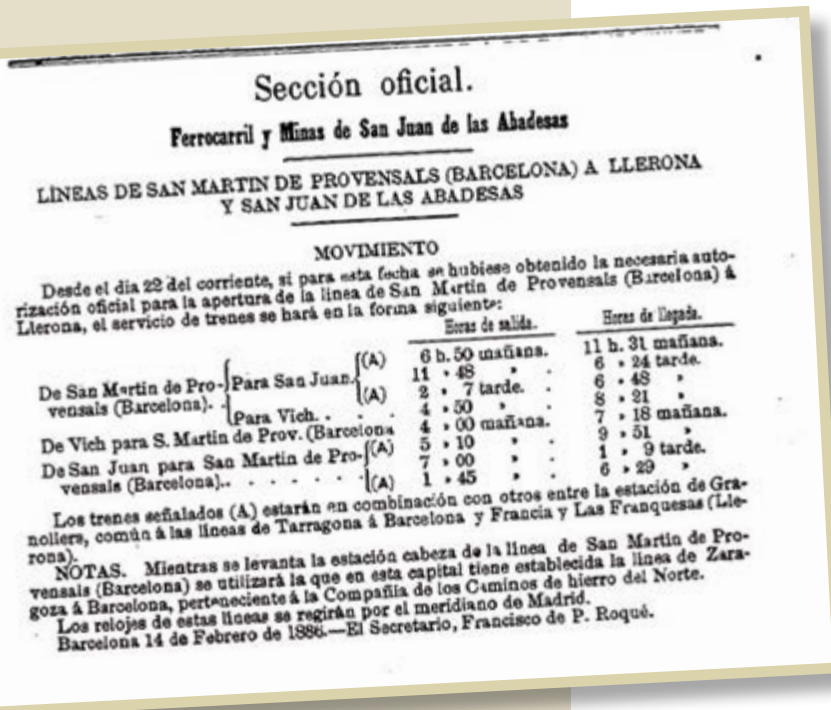 Sección oficial.
Ferrocarril y Minas de San Juan de las Abadesas
LÍNEAS DE SAN MARTIN DE PROVENSALS (BARCELONA) A LLERONA
Y SAN JUAN DE LAS ABADESAS
MOVIMIENTO
Desde el dia 22 del corriente, si para esta fecha se hubiese obtenido la necesaria auto-
rización oficial para la apertura de la linea de San Martin de Provensals (Barcelona) á
Llerona, el servicio de trenes se hará en la forma siguiente:
Horas de salida. Horas de llegada.
(A) 6 h. 50 mañana. 11 h. 31 mañana.
De San Martin de Pro- Para San Juan. 11 » 48 » . 6 » 24 tarde.
vensals (Barcelona). . (A) 2 » 7 tarde. . 6 » 48 »
Para Vich. . . . 4 » 50 » . 8 » 21 »
De Vich para S. Martin de Prov. (Barcelona 4 » 00 mañana. 7 » 18 mañana.
De San Juan para San Martin de Pro- (A) 5 » 10 » . 9 » 51 »
vensals (Barcelona). . . . . . . 7 » 00 » . 1 » 9 tarde.
(A) 1 » 45 » . 6 » 29 »
Los trenes señalados (A) estarán en combinación con otros entre la estación de Gra-
nollers, común á las lineas de Tarragona á Barcelona y Francia y Las Franquesas (Lle-
rona).
NOTAS. Mientras se levanta la estación cabeza de la linea de San Martin de Pro-
vensals (Barcelona) se utilizará la que en esta capital tiene establecida la linea de Zara-
goza á Barcelona, perteneciente á la Compañia de los Caminos de hierro del Norte.
Los relojes de estas lineas se regirán por el meridiano de Madrid.
Barcelona 14 de Febrero de 1886.—El Secretario, Francisco de P. Roqué.